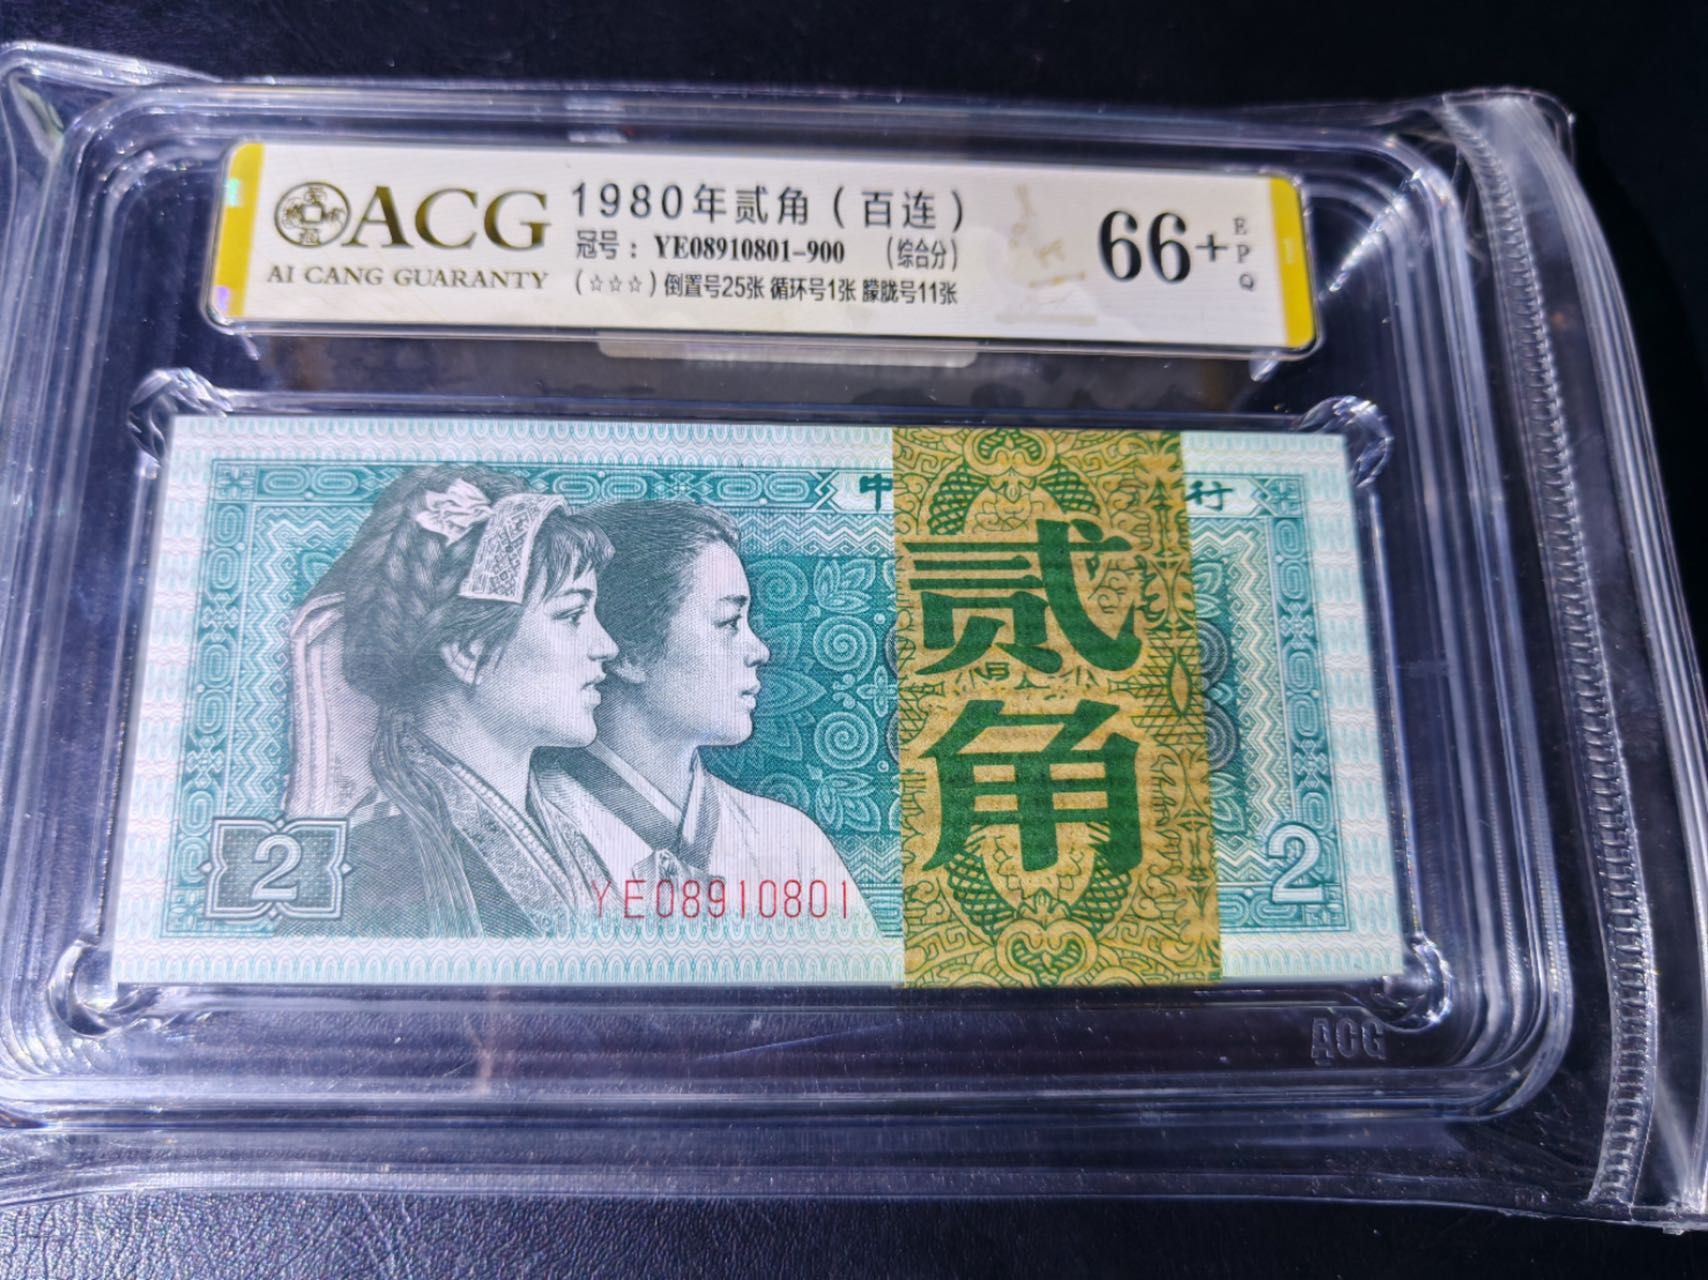 ACG
AI CANG GUARANTY
1980年贰角（百连）
冠号：YE08910801-900 （综合分）
（☆☆☆）倒置号25张 循环号1张 朦胧号11张
66+
EPQ
中
行
贰角
2
YE08910801
2
ACG